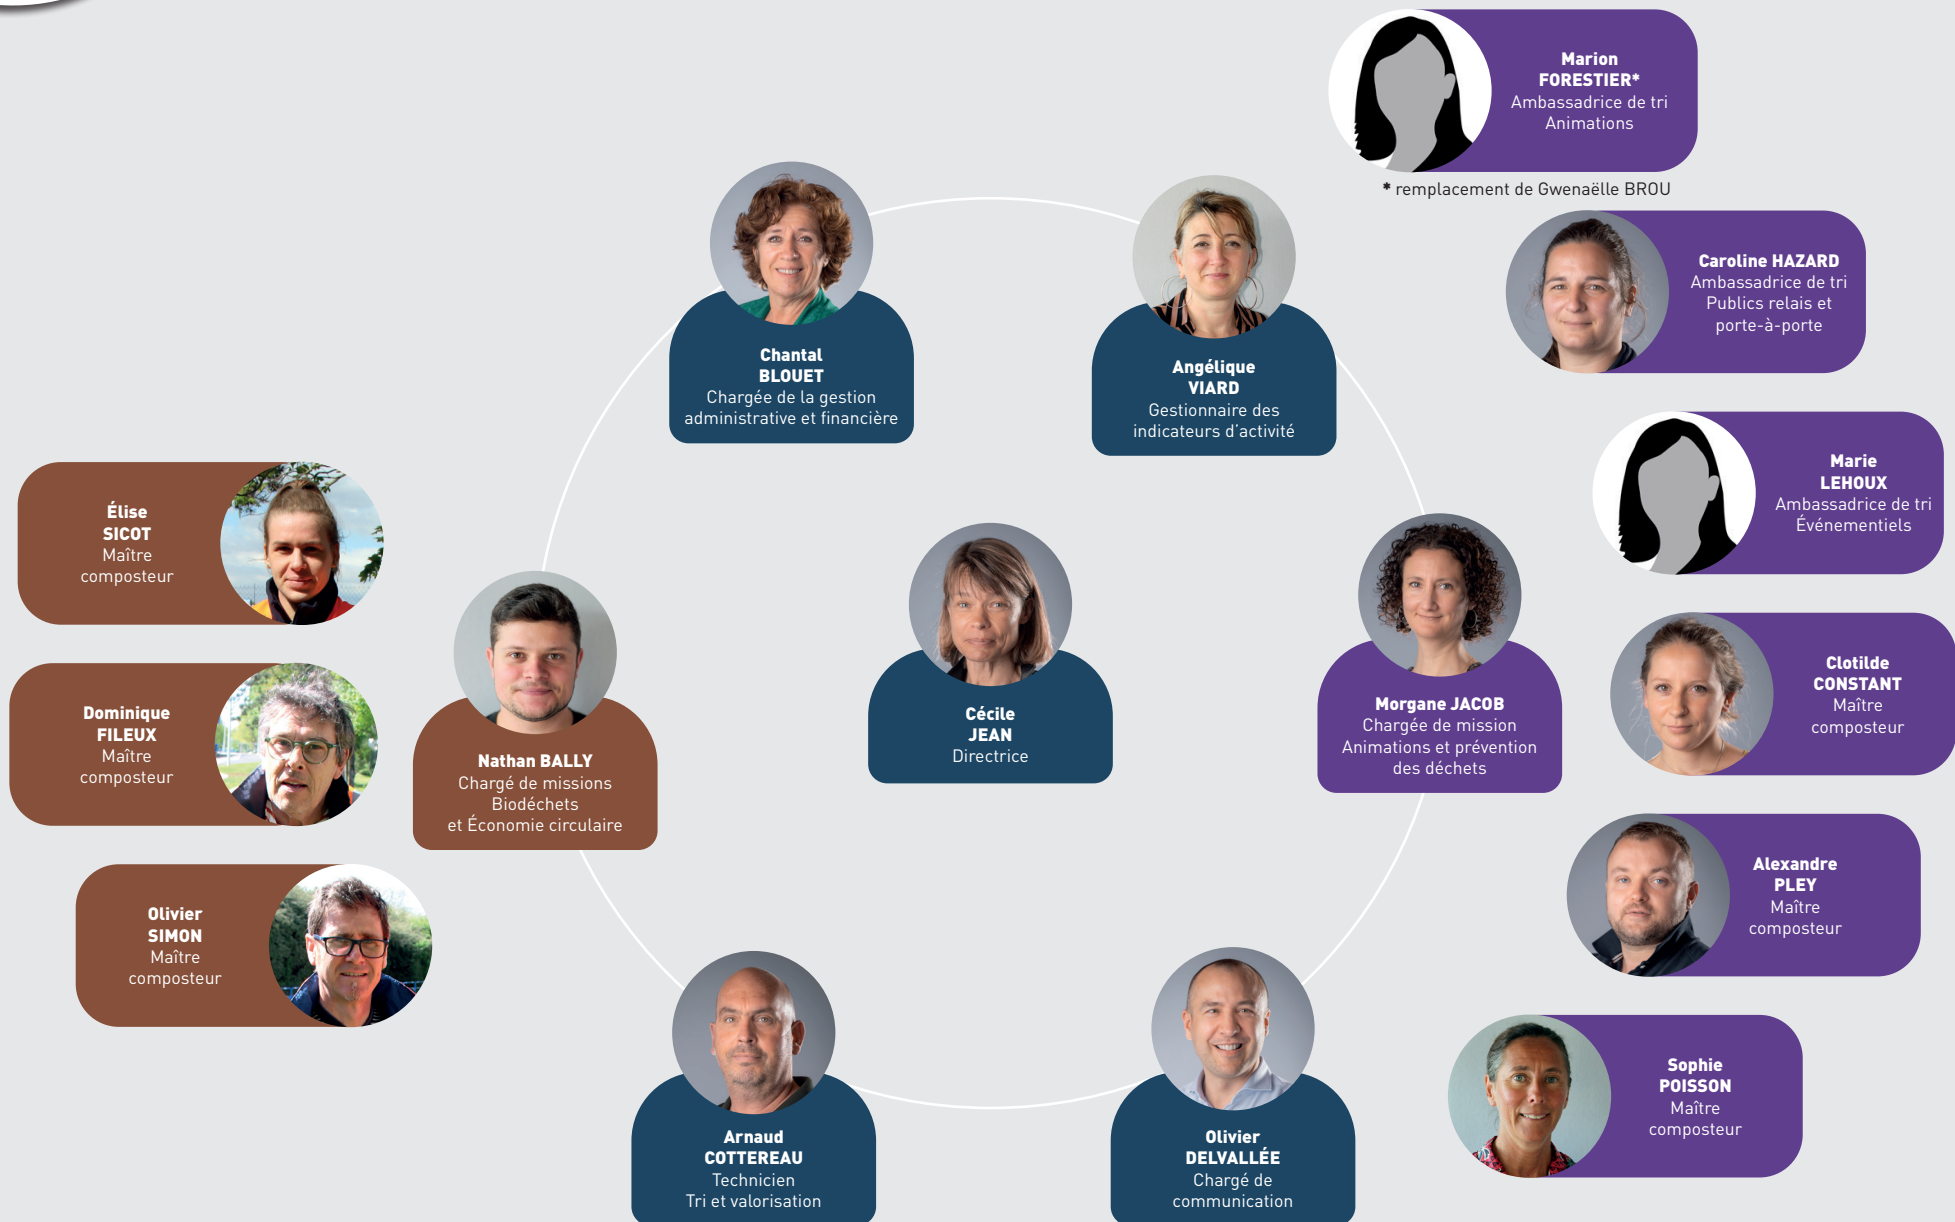 Marion
FORESTIER*
Ambassadrice de tri
Animations
* remplacement de Gwenaëlle BROU
Caroline HAZARD
Ambassadrice de tri
Publics relais et
porte-à-porte
Chantal
BLOUET
Chargée de la gestion
administrative et financière
Angélique
VIARD
Gestionnaire des
indicateurs d'activité
Marie
LEHOUX
Ambassadrice de tri
Événementiels
Élise
SICOT
Maître
composteur
Dominique
FILEUX
Maître
composteur
Olivier
SIMON
Maître
composteur
Nathan BALLY
Chargé de missions
Biodéchets
et Économie circulaire
Cécile
JEAN
Directrice
Morgane JACOB
Chargée de mission
Animations et prévention
des déchets
Clotilde
CONSTANT
Maître
composteur
Alexandre
PLEY
Maître
composteur
Sophie
POISSON
Maître
composteur
Arnaud
COTTEREAU
Technicien
Tri et valorisation
Olivier
DELVALLÉE
Chargé de
communication